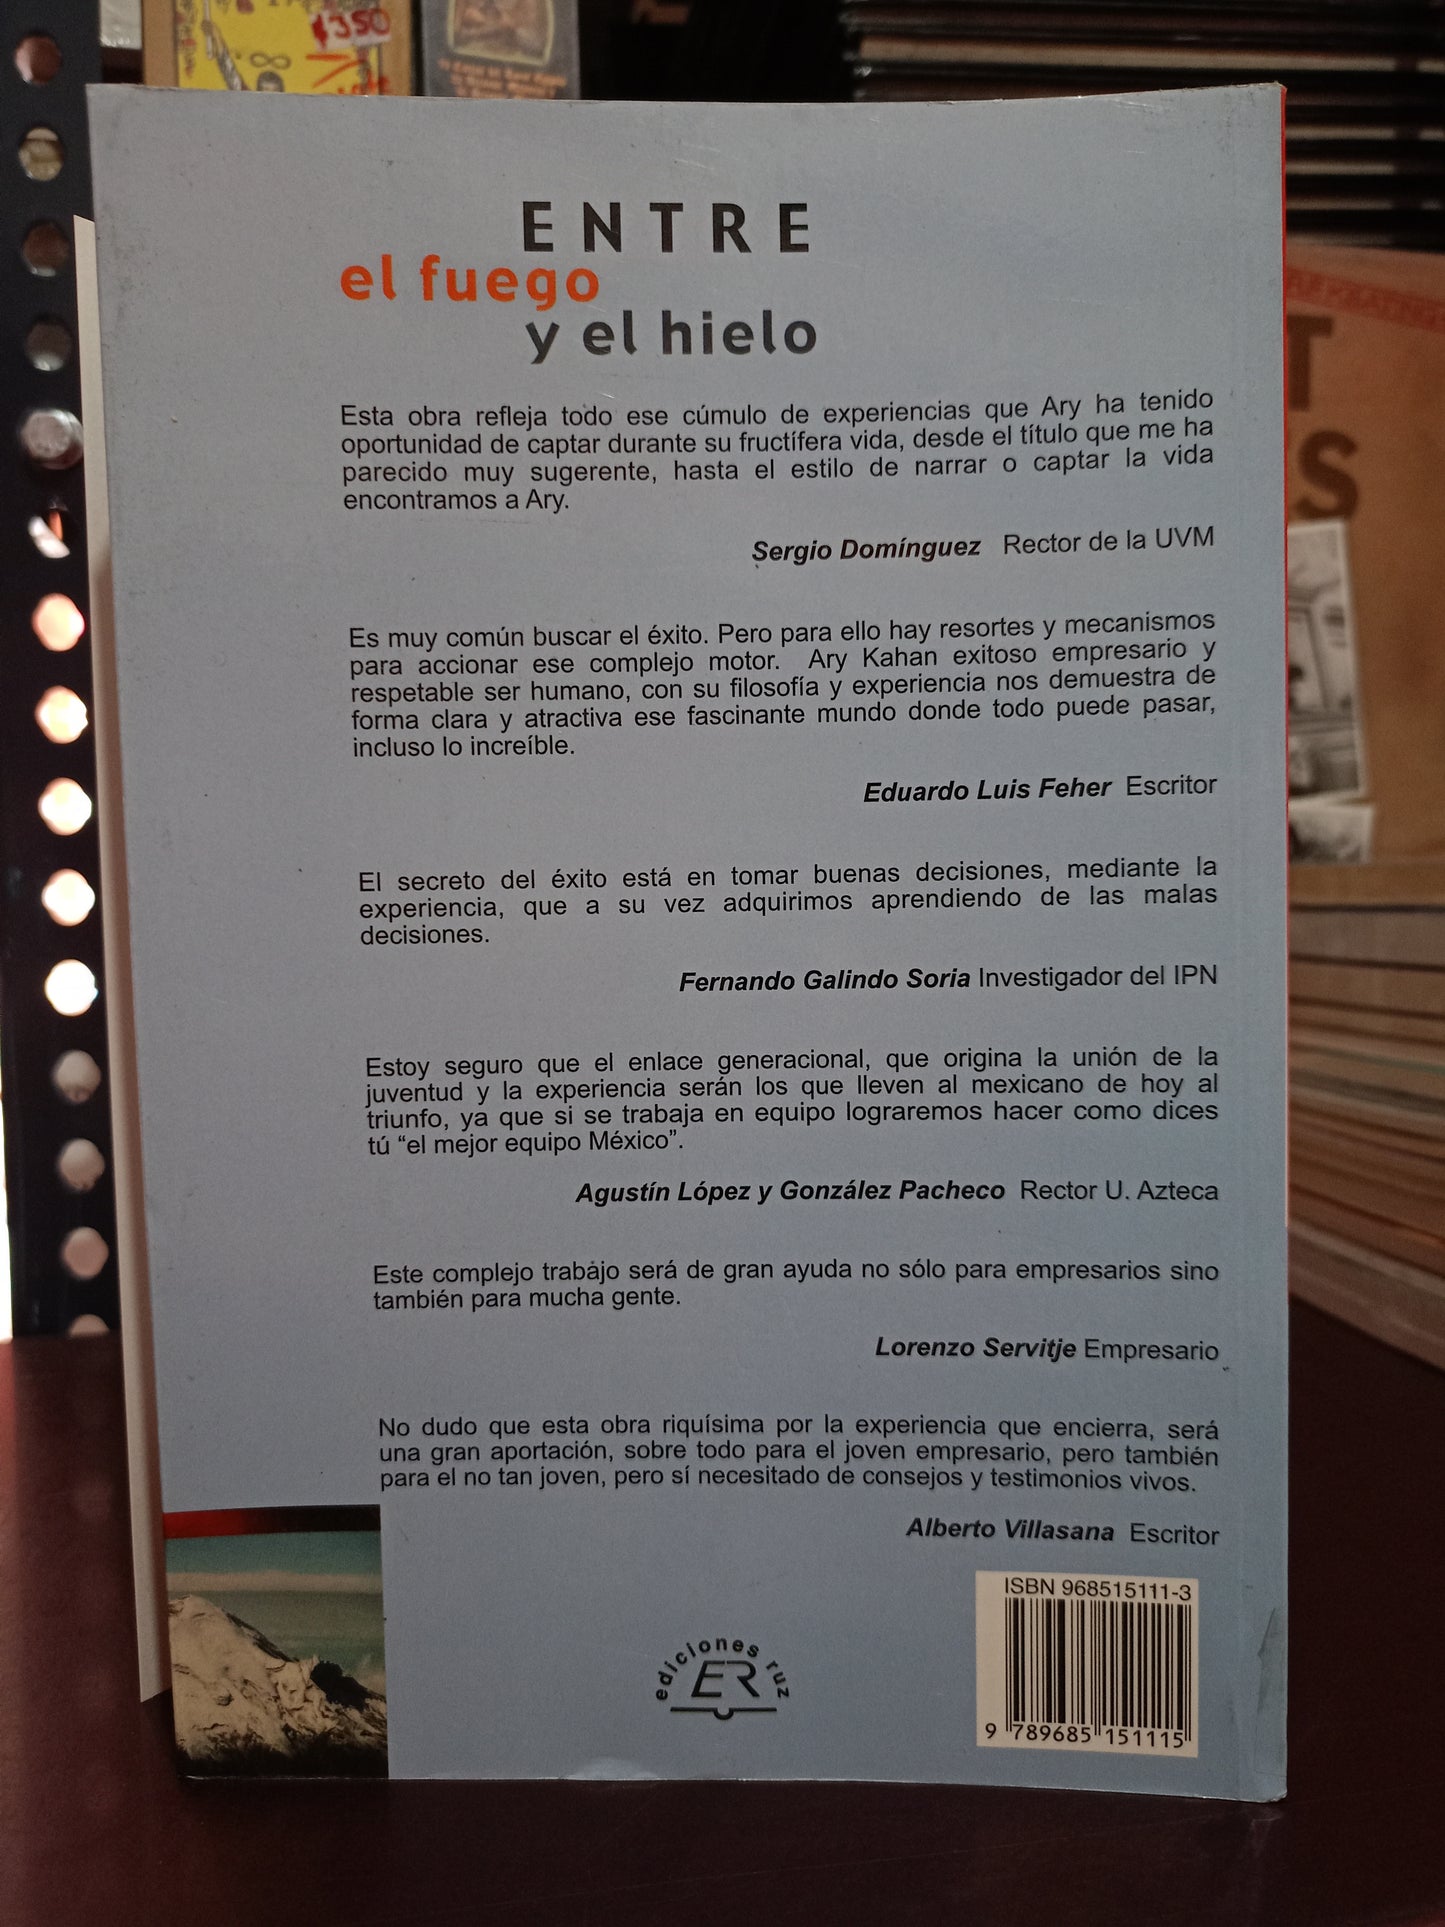 $350
ENTRE
el fuego
y el hielo
Esta obra refleja todo ese cúmulo de experiencias que Ary ha tenido
oportunidad de captar durante su fructífera vida, desde el título que me ha
parecido muy sugerente, hasta el estilo de narrar o captar la vida
encontramos a Ary.
Sergio Domínguez Rector de la UVM
Es muy común buscar el éxito. Pero para ello hay resortes y mecanismos
para accionar ese complejo motor. Ary Kahan exitoso empresario y
respetable ser humano, con su filosofía y experiencia nos demuestra de
forma clara y atractiva ese fascinante mundo donde todo puede pasar,
incluso lo increíble.
Eduardo Luis Feher Escritor
El secreto del éxito está en tomar buenas decisiones, mediante la
experiencia, que a su vez adquirimos aprendiendo de las malas
decisiones.
Fernando Galindo Soria Investigador del IPN
Estoy seguro que el enlace generacional, que origina la unión de la
juventud y la experiencia serán los que lleven al mexicano de hoy al
triunfo, ya que si se trabaja en equipo lograremos hacer como dices
tú “el mejor equipo México”.
Agustín López y González Pacheco Rector U. Azteca
Este complejo trabajo será de gran ayuda no sólo para empresarios sino
también para mucha gente.
Lorenzo Servitje Empresario
No dudo que esta obra riquísima por la experiencia que encierra, será
una gran aportación, sobre todo para el joven empresario, pero también
para el no tan joven, pero sí necesitado de consejos y testimonios vivos.
Alberto Villasana Escritor
ediciones ruz
ER
ISBN 968515111-3
9 789685 151115